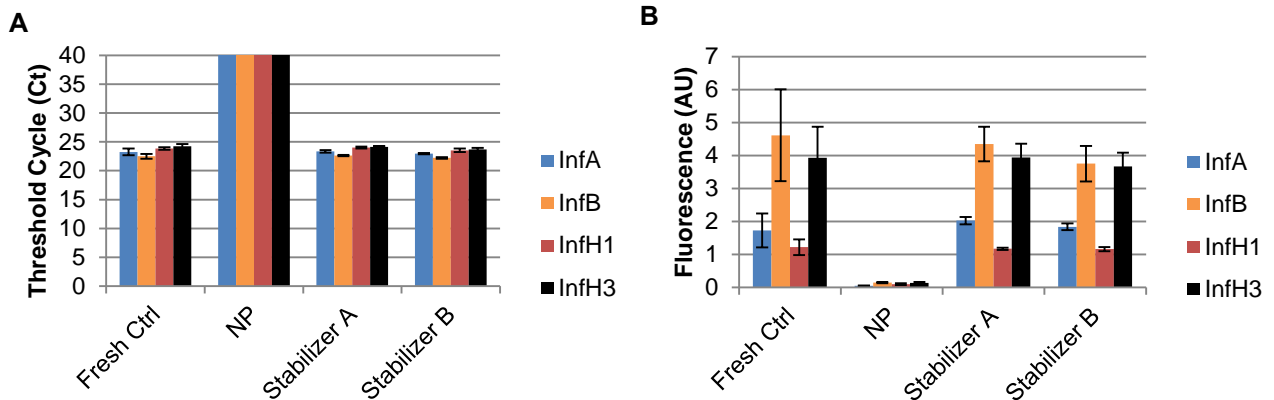 A
Threshold Cycle (Ct)
40
35
30
25
20
15
10
5
0
Fresh Ctrl
NP
Stabilizer A
Stabilizer B
InfA
InfB
InfH1
InfH3
B
Fluorescence (AU)
7
6
5
4
3
2
1
0
Fresh Ctrl
NP
Stabilizer A
Stabilizer B
InfA
InfB
InfH1
InfH3